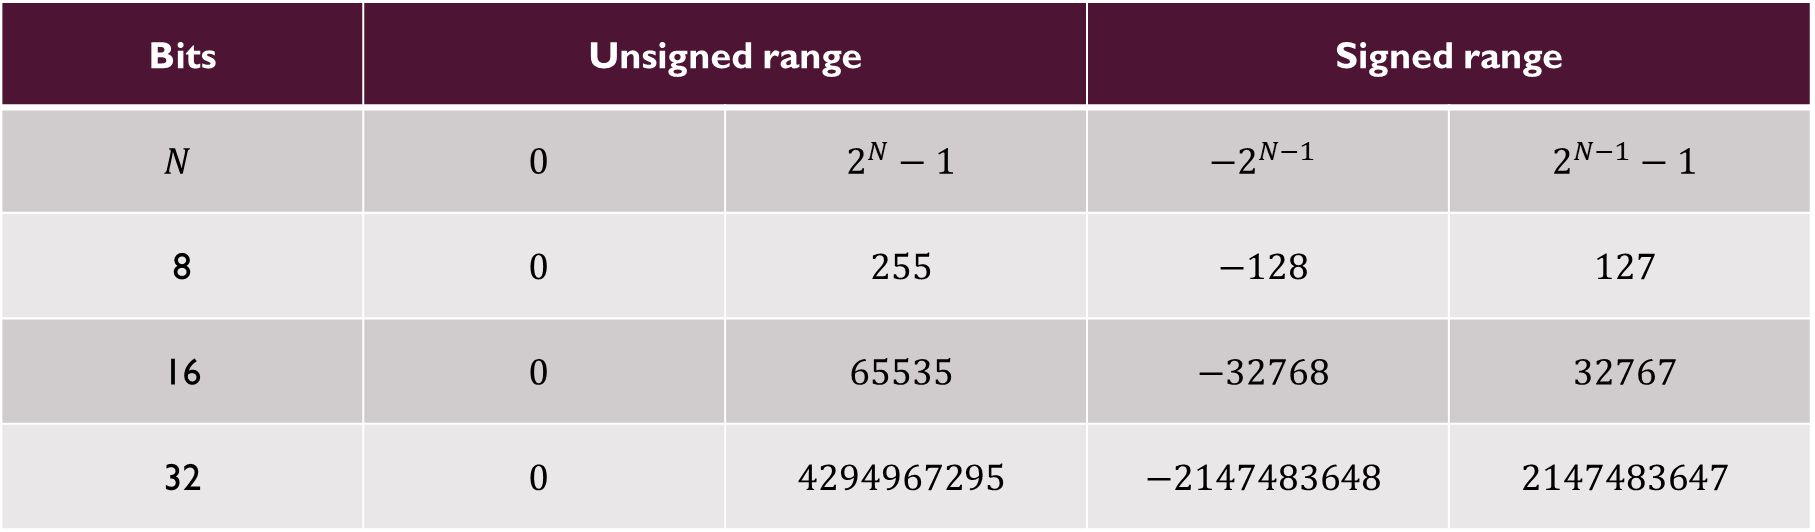 Bits Unsigned range Signed range
N 0 2^N − 1 −2^{N−1} 2^{N−1} − 1
8 0 255 −128 127
16 0 65535 −32768 32767
32 0 4294967295 −2147483648 2147483647